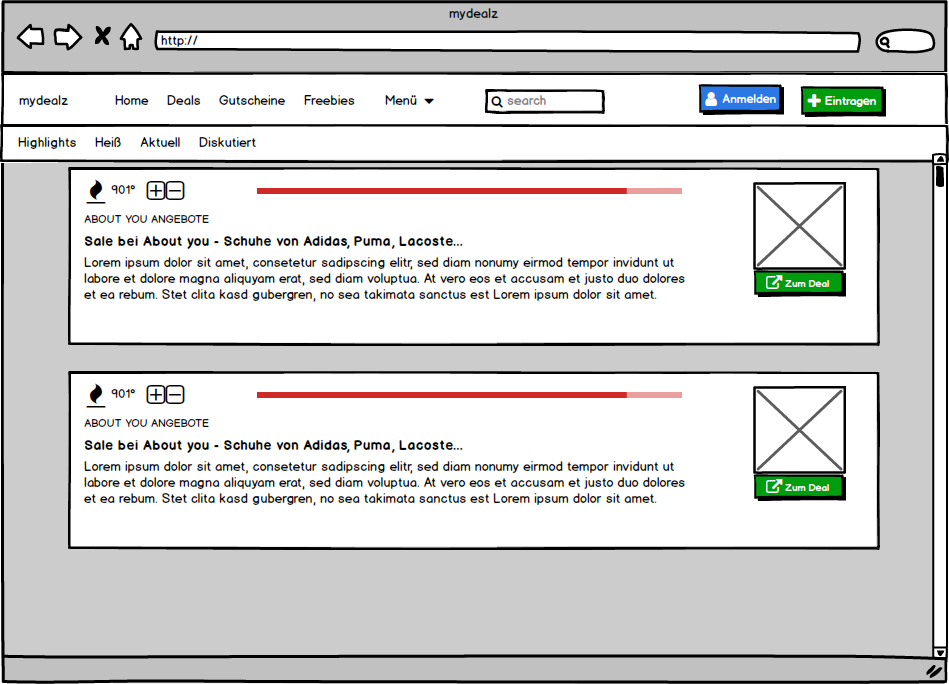 mydealz
http://
mydealz Home Deals Gutscheine Freebies Menü search Anmelden Eintragen
Highlights Heiß Aktuell Diskutiert
901°
ABOUT YOU ANGEBOTE
Sale bei About you - Schuhe von Adidas, Puma, Lacoste...
Lorem ipsum dolor sit amet, consetetur sadipscing elitr, sed diam nonumy eirmod tempor invidunt ut
labore et dolore magna aliquyam erat, sed diam voluptua. At vero eos et accusam et justo duo dolores
et ea rebum. Stet clita kasd gubergren, no sea takimata sanctus est Lorem ipsum dolor sit amet.
Zum Deal
901°
ABOUT YOU ANGEBOTE
Sale bei About you - Schuhe von Adidas, Puma, Lacoste...
Lorem ipsum dolor sit amet, consetetur sadipscing elitr, sed diam nonumy eirmod tempor invidunt ut
labore et dolore magna aliquyam erat, sed diam voluptua. At vero eos et accusam et justo duo dolores
et ea rebum. Stet clita kasd gubergren, no sea takimata sanctus est Lorem ipsum dolor sit amet.
Zum Deal